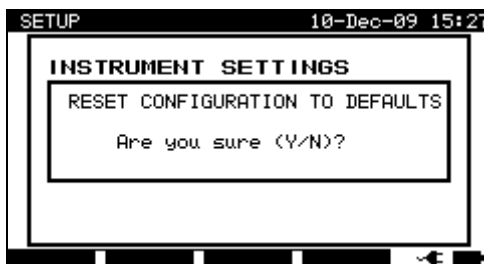 SETUP 10-Dec-09 15:27
INSTRUMENT SETTINGS
RESET CONFIGURATION TO DEFAULTS
Are you sure (Y/N)?